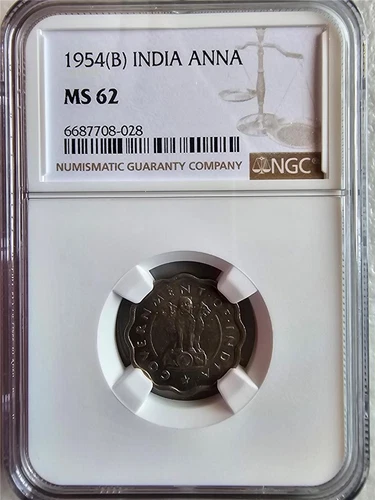 1954(B) INDIA ANNA
MS 62
6687708-028
NUMISMATIC GUARANTY COMPANY NGC
GOVERNMENT OF INDIA